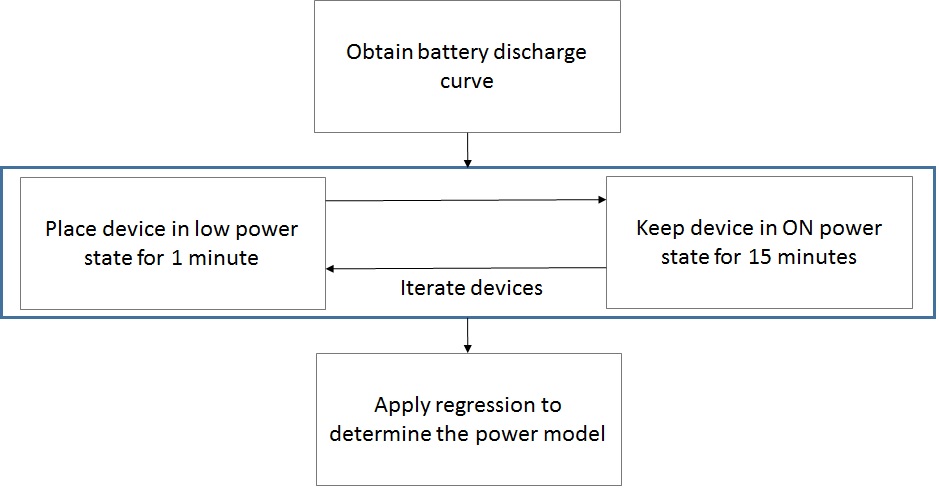 Obtain battery discharge
curve
Place device in low power
state for 1 minute
Keep device in ON power
state for 15 minutes
Iterate devices
Apply regression to
determine the power model